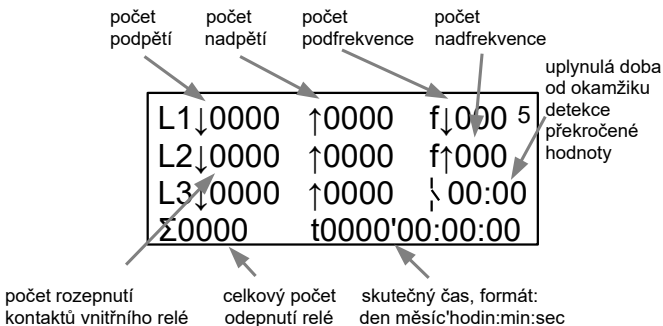 počet podpětí
počet nadpětí
počet podfrekvence
počet nadfrekvence
uplynulá doba
od okamžiku
detekce
překročené
hodnoty
L1↓0000 ↑0000 f↓000 5
L2↓0000 ↑0000 f↑000
L3↓0000 ↑0000 00:00
Σ0000 t0000'00:00:00
počet rozepnutí
kontaktů vnitřního relé
celkový počet
odepnutí relé
skutečný čas, formát:
den měsíc'hodin:min:sec